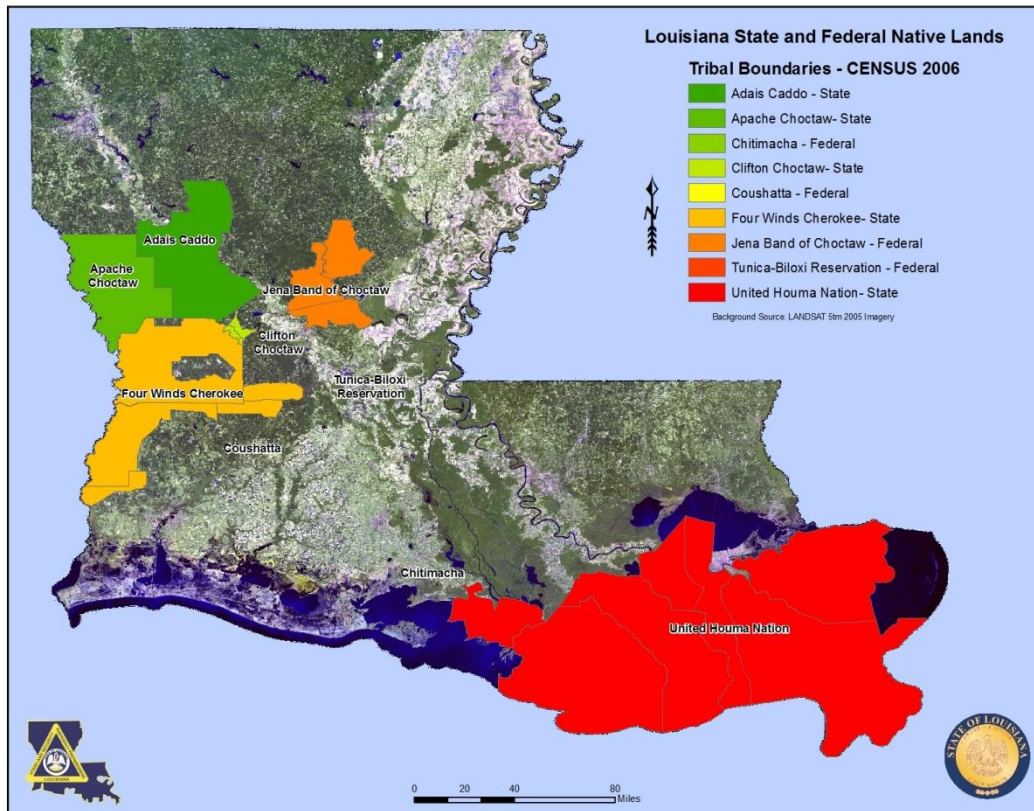 Louisiana State and Federal Native Lands
Tribal Boundaries - CENSUS 2006
Adais Caddo - State
Apache Choctaw- State
Chitimacha - Federal
Clifton Choctaw- State
Coushatta - Federal
Four Winds Cherokee- State
Jena Band of Choctaw - Federal
Tunica-Biloxi Reservation - Federal
United Houma Nation- State
Background Source: LANDSAT 5tm 2005 Imagery
N
Adais Caddo
Apache
Choctaw
Jena Band of Choctaw
Clifton
Choctaw
Tunica-Biloxi
Reservation
Four Winds Cherokee
Coushatta
Chitimacha
United Houma Nation
0 20 40 80
Miles
LOUISIANA
STATE OF LOUISIANA